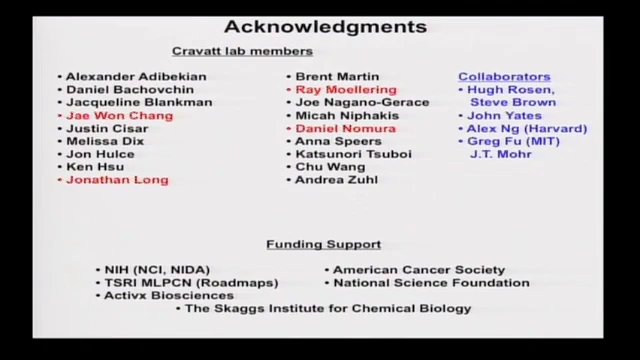 Acknowledgments
Cravatt lab members
• Alexander Adibekian
• Daniel Bachovchin
• Jacqueline Blankman
• Jae Won Chang
• Justin Cisar
• Melissa Dix
• Jon Hulce
• Ken Hsu
• Jonathan Long
• Brent Martin
• Ray Moellering
• Joe Nagano-Gerace
• Micah Niphakis
• Daniel Nomura
• Anna Speers
• Katsunori Tsuboi
• Chu Wang
• Andrea Zuhl
Collaborators
• Hugh Rosen,
Steve Brown
• John Yates
• Alex Ng (Harvard)
• Greg Fu (MIT)
J.T. Mohr
Funding Support
• NIH (NCI, NIDA)
• TSRI MLPCN (Roadmaps)
• Activx Biosciences
• American Cancer Society
• National Science Foundation
• The Skaggs Institute for Chemical Biology